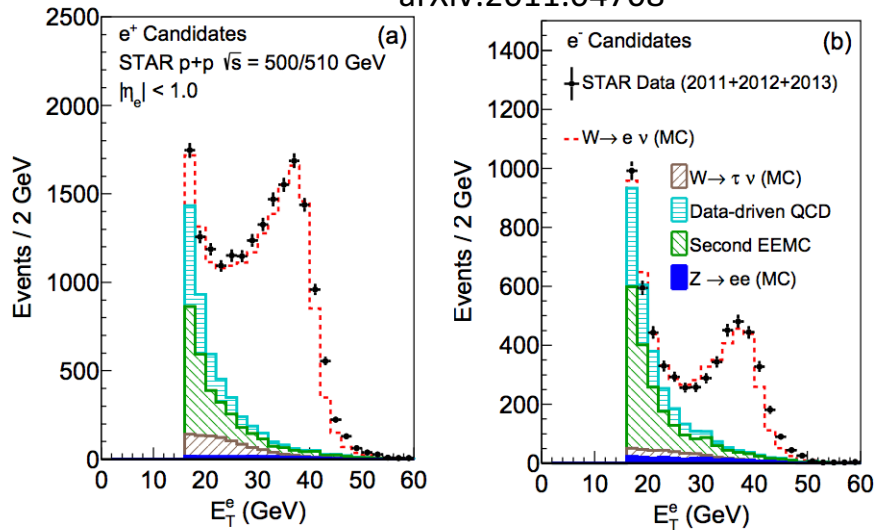 arXiv:2011.04708
e⁺ Candidates
(a)
STAR p+p √s = 500/510 GeV
|ηₑ| < 1.0
Events / 2 GeV
2500
2000
1500
1000
500
0
0 10 20 30 40 50 60
E_T^e (GeV)
e⁻ Candidates
(b)
STAR Data (2011+2012+2013)
W→ e ν (MC)
W→ τ ν (MC)
Data-driven QCD
Second EEMC
Z → ee (MC)
Events / 2 GeV
1400
1200
1000
800
600
400
200
0
0 10 20 30 40 50 60
E_T^e (GeV)